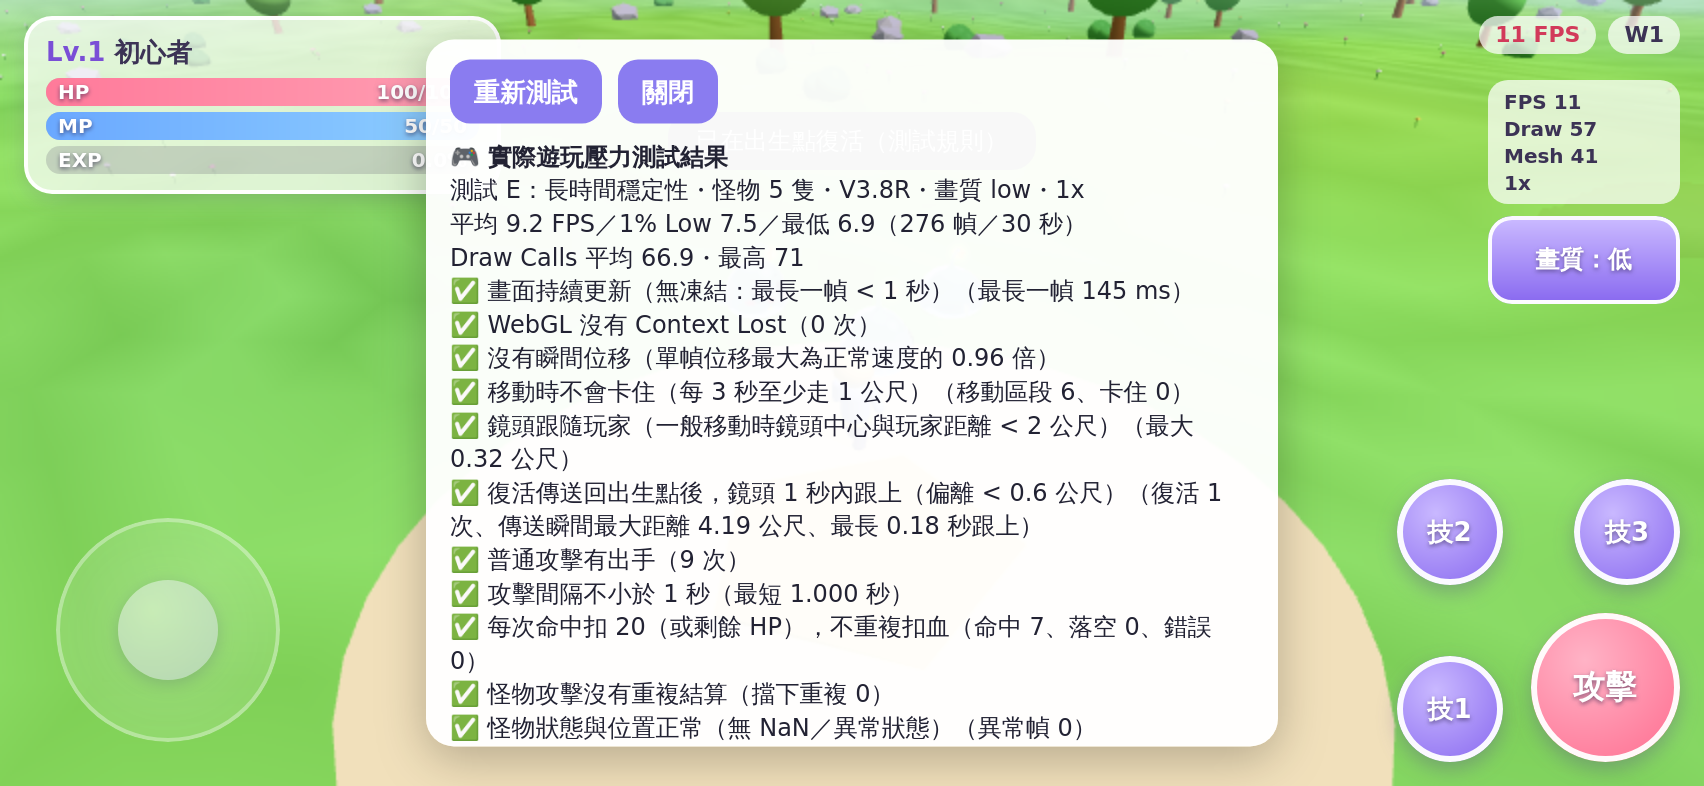 Lv.1 初心者
HP 100/
MP 50/50
EXP 0
重新測試 關閉
已在出生點復活（測試規則）
🎮 實際遊玩壓力測試結果
測試 E：長時間穩定性・怪物 5 隻・V3.8R・畫質 low・1x
平均 9.2 FPS／1% Low 7.5／最低 6.9（276 幀／30 秒）
Draw Calls 平均 66.9・最高 71
✅ 畫面持續更新（無凍結：最長一幀 < 1 秒）（最長一幀 145 ms）
✅ WebGL 沒有 Context Lost（0 次）
✅ 沒有瞬間位移（單幀位移最大為正常速度的 0.96 倍）
✅ 移動時不會卡住（每 3 秒至少走 1 公尺）（移動區段 6、卡住 0）
✅ 鏡頭跟隨玩家（一般移動時鏡頭中心與玩家距離 < 2 公尺）（最大
0.32 公尺）
✅ 復活傳送回出生點後，鏡頭 1 秒內跟上（偏離 < 0.6 公尺）（復活 1
次、傳送瞬間最大距離 4.19 公尺、最長 0.18 秒跟上）
✅ 普通攻擊有出手（9 次）
✅ 攻擊間隔不小於 1 秒（最短 1.000 秒）
✅ 每次命中扣 20（或剩餘 HP），不重複扣血（命中 7、落空 0、錯誤
0）
✅ 怪物攻擊沒有重複結算（擋下重複 0）
✅ 怪物狀態與位置正常（無 NaN／異常狀態）（異常幀 0）
11 FPS W1
FPS 11
Draw 57
Mesh 41
1x
畫質：低
技2 技3
技1 攻擊